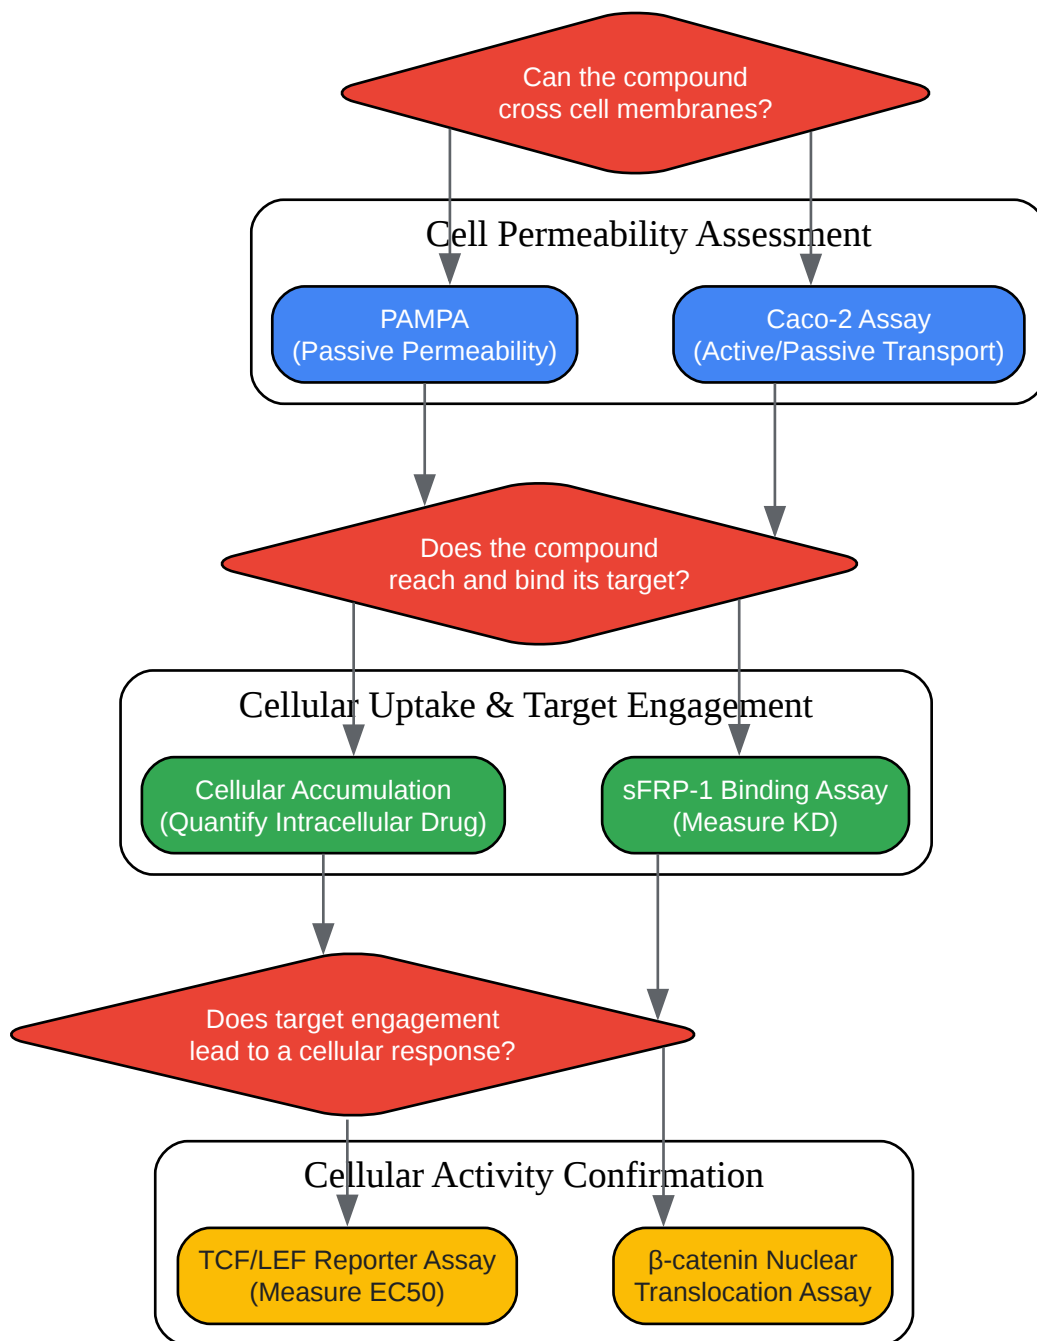 Can the compound
cross cell membranes?
Cell Permeability Assessment
PAMPA
(Passive Permeability)
Caco-2 Assay
(Active/Passive Transport)
Does the compound
reach and bind its target?
Cellular Uptake & Target Engagement
Cellular Accumulation
(Quantify Intracellular Drug)
sFRP-1 Binding Assay
(Measure KD)
Does target engagement
lead to a cellular response?
Cellular Activity Confirmation
TCF/LEF Reporter Assay
(Measure EC50)
β-catenin Nuclear
Translocation Assay